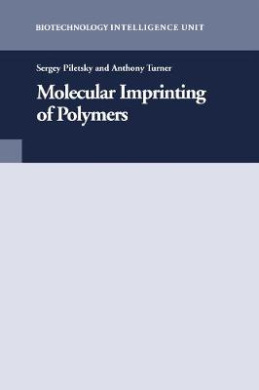 BIOTECHNOLOGY INTELLIGENCE UNIT
Sergey Piletsky and Anthony Turner
Molecular Imprinting
of Polymers